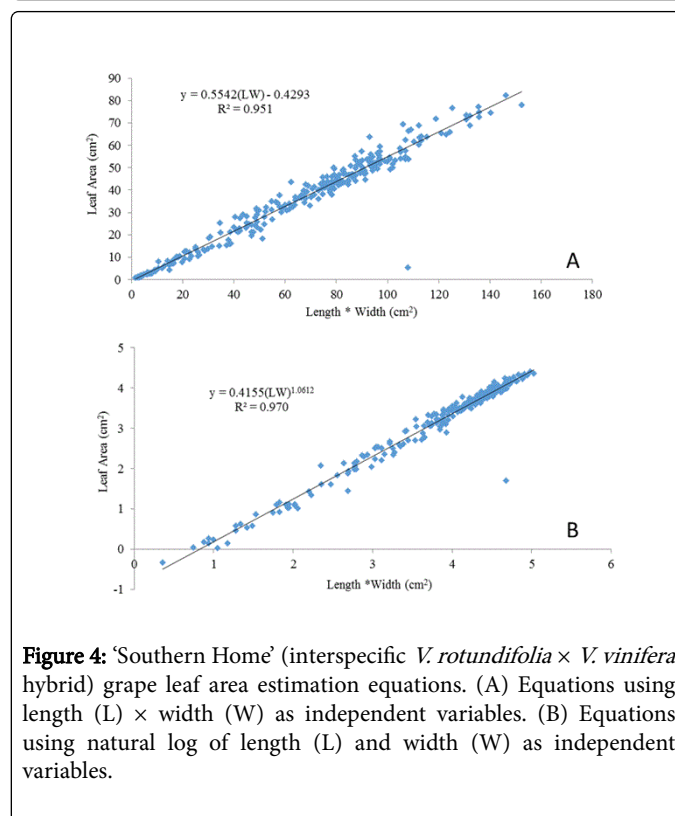 90
80
70
60
50
40
30
20
10
0
Leaf Area (cm²)
y = 0.5542(LW) - 0.4293
R² = 0.951
A
0 20 40 60 80 100 120 140 160 180
Length * Width (cm²)
5
4
3
2
1
0
-1
Leaf Area (cm²)
y = 0.4155(LW)^1.0612
R² = 0.970
B
0 1 2 3 4 5 6
Length *Width (cm²)
Figure 4: ‘Southern Home’ (interspecific V. rotundifolia × V. vinifera
hybrid) grape leaf area estimation equations. (A) Equations using
length (L) × width (W) as independent variables. (B) Equations
using natural log of length (L) and width (W) as independent
variables.